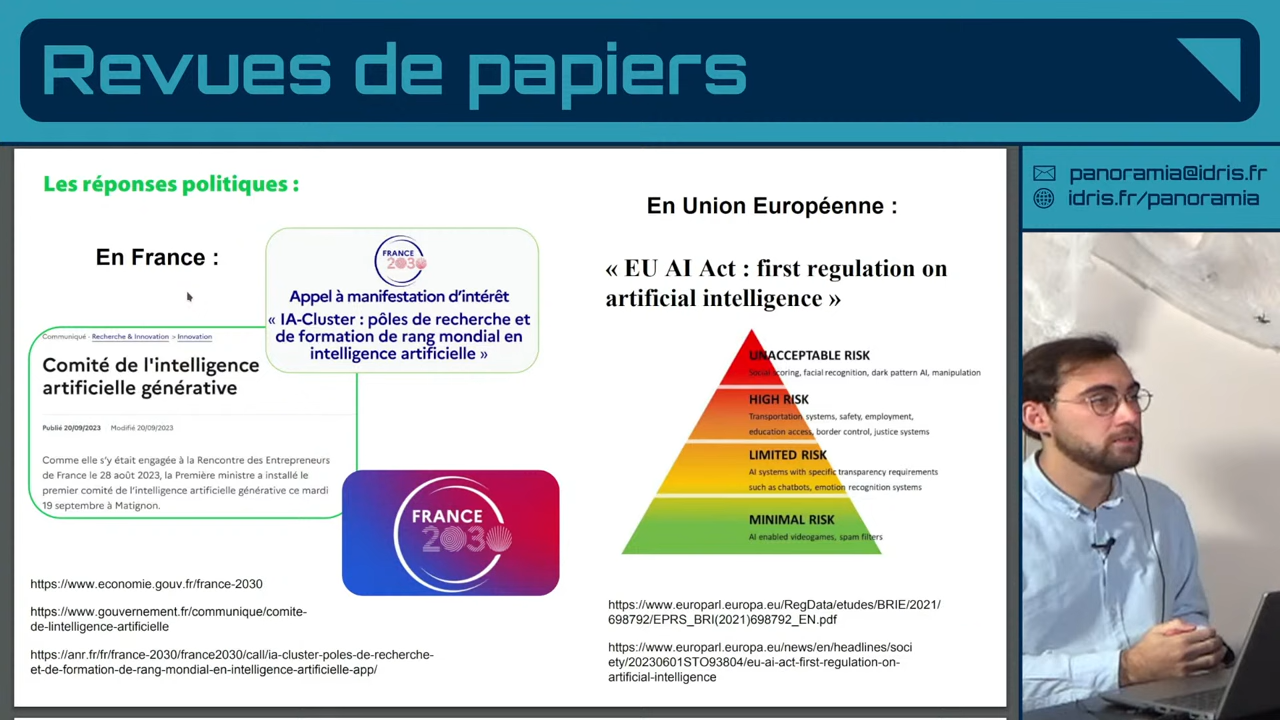 Revues de papiers
panoramia@idris.fr
idris.fr/panoramia
Les réponses politiques :
En France :
FRANCE
2030
Appel à manifestation d'intérêt
« IA-Cluster : pôles de recherche et
de formation de rang mondial en
intelligence artificielle »
Communiqué - Recherche & Innovation > Innovation
Comité de l'intelligence
artificielle générative
Publié 20/09/2023 Modifié 20/09/2023
Comme elle s'y était engagée à la Rencontre des Entrepreneurs
de France le 28 août 2023, la Première ministre a installé le
premier comité de l'intelligence artificielle générative ce mardi
19 septembre à Matignon.
FRANCE
2030
https://www.economie.gouv.fr/france-2030
https://www.gouvernement.fr/communique/comite-
de-lintelligence-artificielle
https://anr.fr/fr/france-2030/france2030/call/ia-cluster-poles-de-recherche-
et-de-formation-de-rang-mondial-en-intelligence-artificielle-app/
En Union Européenne :
« EU AI Act : first regulation on
artificial intelligence »
UNACCEPTABLE RISK
Social scoring, facial recognition, dark pattern AI, manipulation
HIGH RISK
Transportation systems, safety, employment,
education access, border control, justice systems
LIMITED RISK
AI systems with specific transparency requirements
such as chatbots, emotion recognition systems
MINIMAL RISK
AI enabled videogames, spam filters
https://www.europarl.europa.eu/RegData/etudes/BRIE/2021/
698792/EPRS_BRI(2021)698792_EN.pdf
https://www.europarl.europa.eu/news/en/headlines/soci
ety/20230601STO93804/eu-ai-act-first-regulation-on-
artificial-intelligence